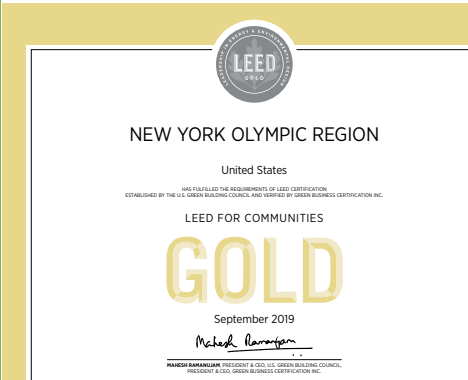 LEADERSHIP IN ENERGY & ENVIRONMENTAL DESIGN
LEED
GOLD
NEW YORK OLYMPIC REGION
United States
HAS FULFILLED THE REQUIREMENTS OF LEED CERTIFICATION
ESTABLISHED BY THE U.S. GREEN BUILDING COUNCIL AND VERIFIED BY GREEN BUSINESS CERTIFICATION INC.
LEED FOR COMMUNITIES
GOLD
September 2019
Mahesh Ramanujam
MAHESH RAMANUJAM, PRESIDENT & CEO, U.S. GREEN BUILDING COUNCIL,
PRESIDENT & CEO, GREEN BUSINESS CERTIFICATION INC.